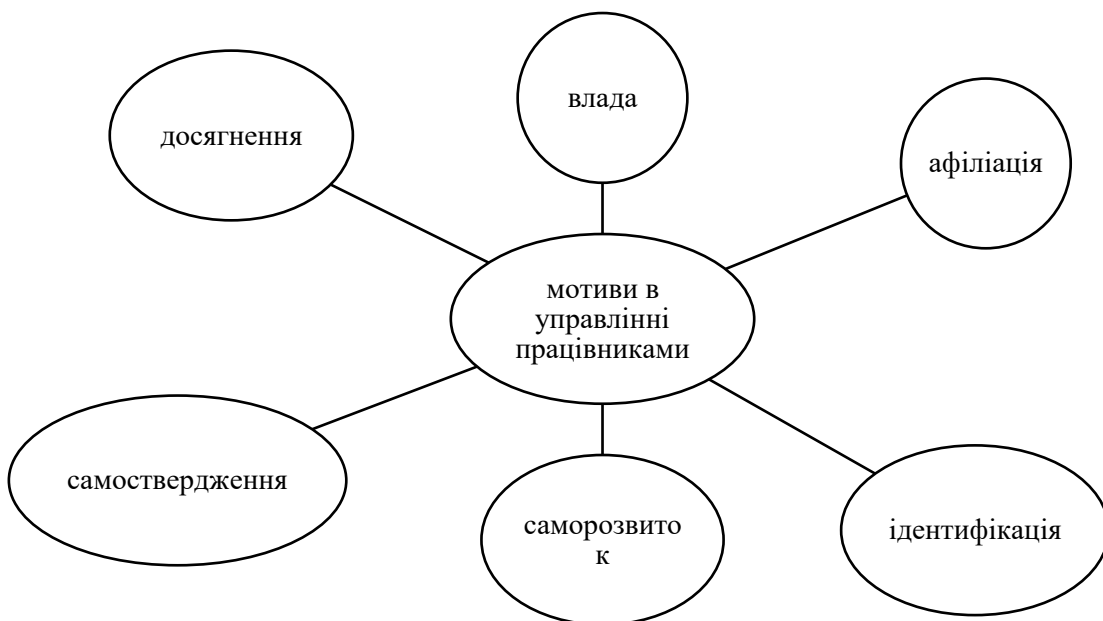 влада
досягнення
афіліація
мотиви в
управлінні
працівниками
самоствердження
саморозвито
к
ідентифікація